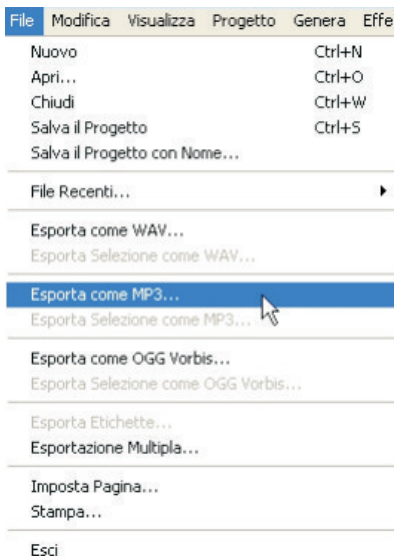 File Modifica Visualizza Progetto Genera Effe
Nuovo Ctrl+N
Apri... Ctrl+O
Chiudi Ctrl+W
Salva il Progetto Ctrl+S
Salva il Progetto con Nome...
File Recenti...
Esporta come WAV...
Esporta Selezione come WAV...
Esporta come MP3...
Esporta Selezione come MP3...
Esporta come OGG Vorbis...
Esporta Selezione come OGG Vorbis...
Esporta Etichette...
Esportazione Multipla...
Imposta Pagina...
Stampa...
Esci